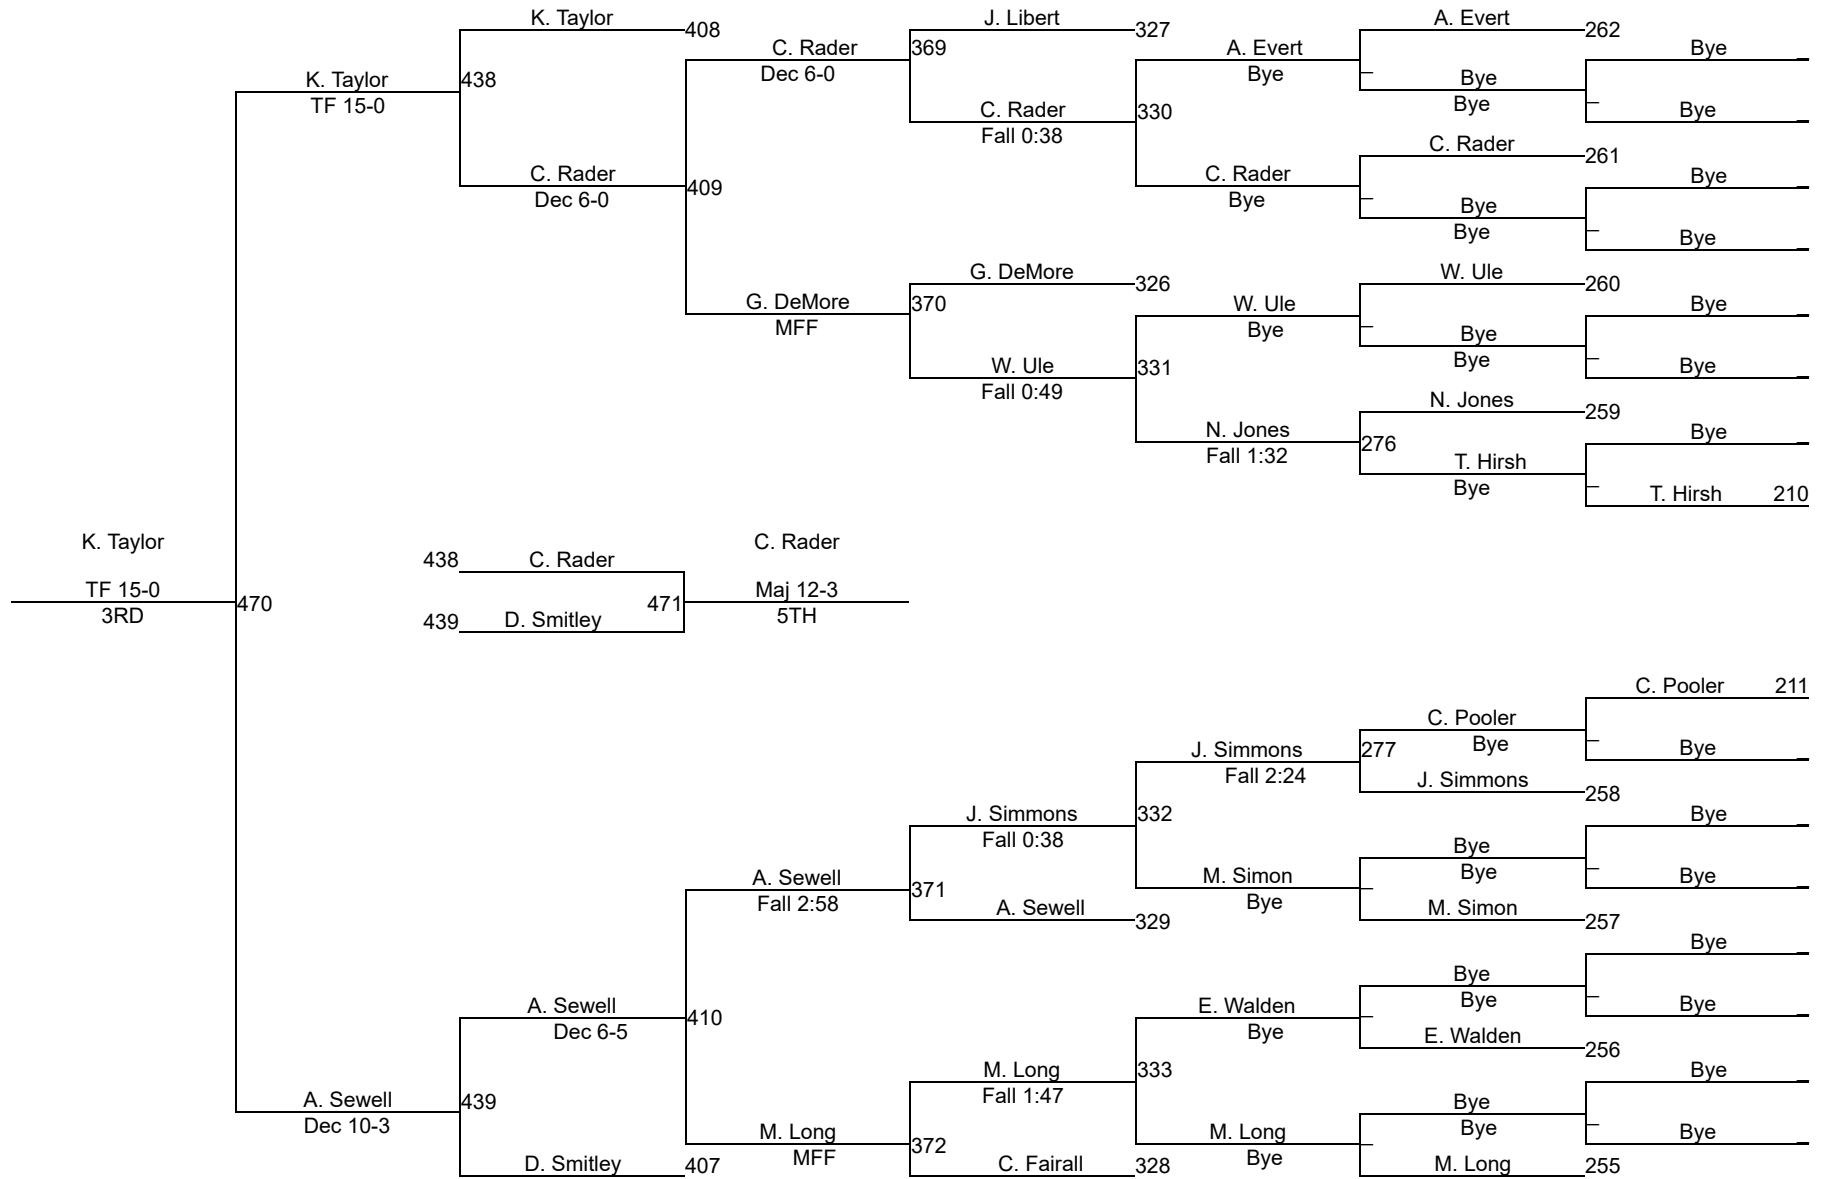 K. Taylor
408
J. Libert
327
A. Evert
262
C. Rader
Dec 6-0
369
A. Evert
Bye
Bye
_
K. Taylor
TF 15-0
438
_
Bye
Bye
C. Rader
Fall 0:38
330
_
Bye
_
C. Rader
261
C. Rader
Dec 6-0
409
C. Rader
Bye
_
Bye
_
Bye
Bye
_
Bye
_
G. DeMore
326
W. Ule
260
G. DeMore
MFF
370
W. Ule
Bye
Bye
_
_
Bye
Bye
W. Ule
Fall 0:49
331
_
Bye
_
N. Jones
259
N. Jones
Fall 1:32
276
Bye
_
T. Hirsh
Bye
_
T. Hirsh
210
K. Taylor
TF 15-0
3RD
470
438
C. Rader
439
D. Smitley
471
C. Rader
Maj 12-3
5TH
C. Pooler
211
C. Pooler
Bye
_
Bye
_
J. Simmons
Fall 2:24
277
J. Simmons
258
J. Simmons
Fall 0:38
332
Bye
_
Bye
Bye
_
Bye
_
A. Sewell
Fall 2:58
371
M. Simon
Bye
_
A. Sewell
329
M. Simon
257
Bye
_
Bye
Bye
_
Bye
_
A. Sewell
Dec 6-5
410
E. Walden
Bye
_
E. Walden
256
M. Long
Fall 1:47
333
Bye
_
A. Sewell
Dec 10-3
439
Bye
Bye
_
Bye
_
M. Long
MFF
372
M. Long
Bye
_
D. Smitley
407
C. Fairall
328
M. Long
255